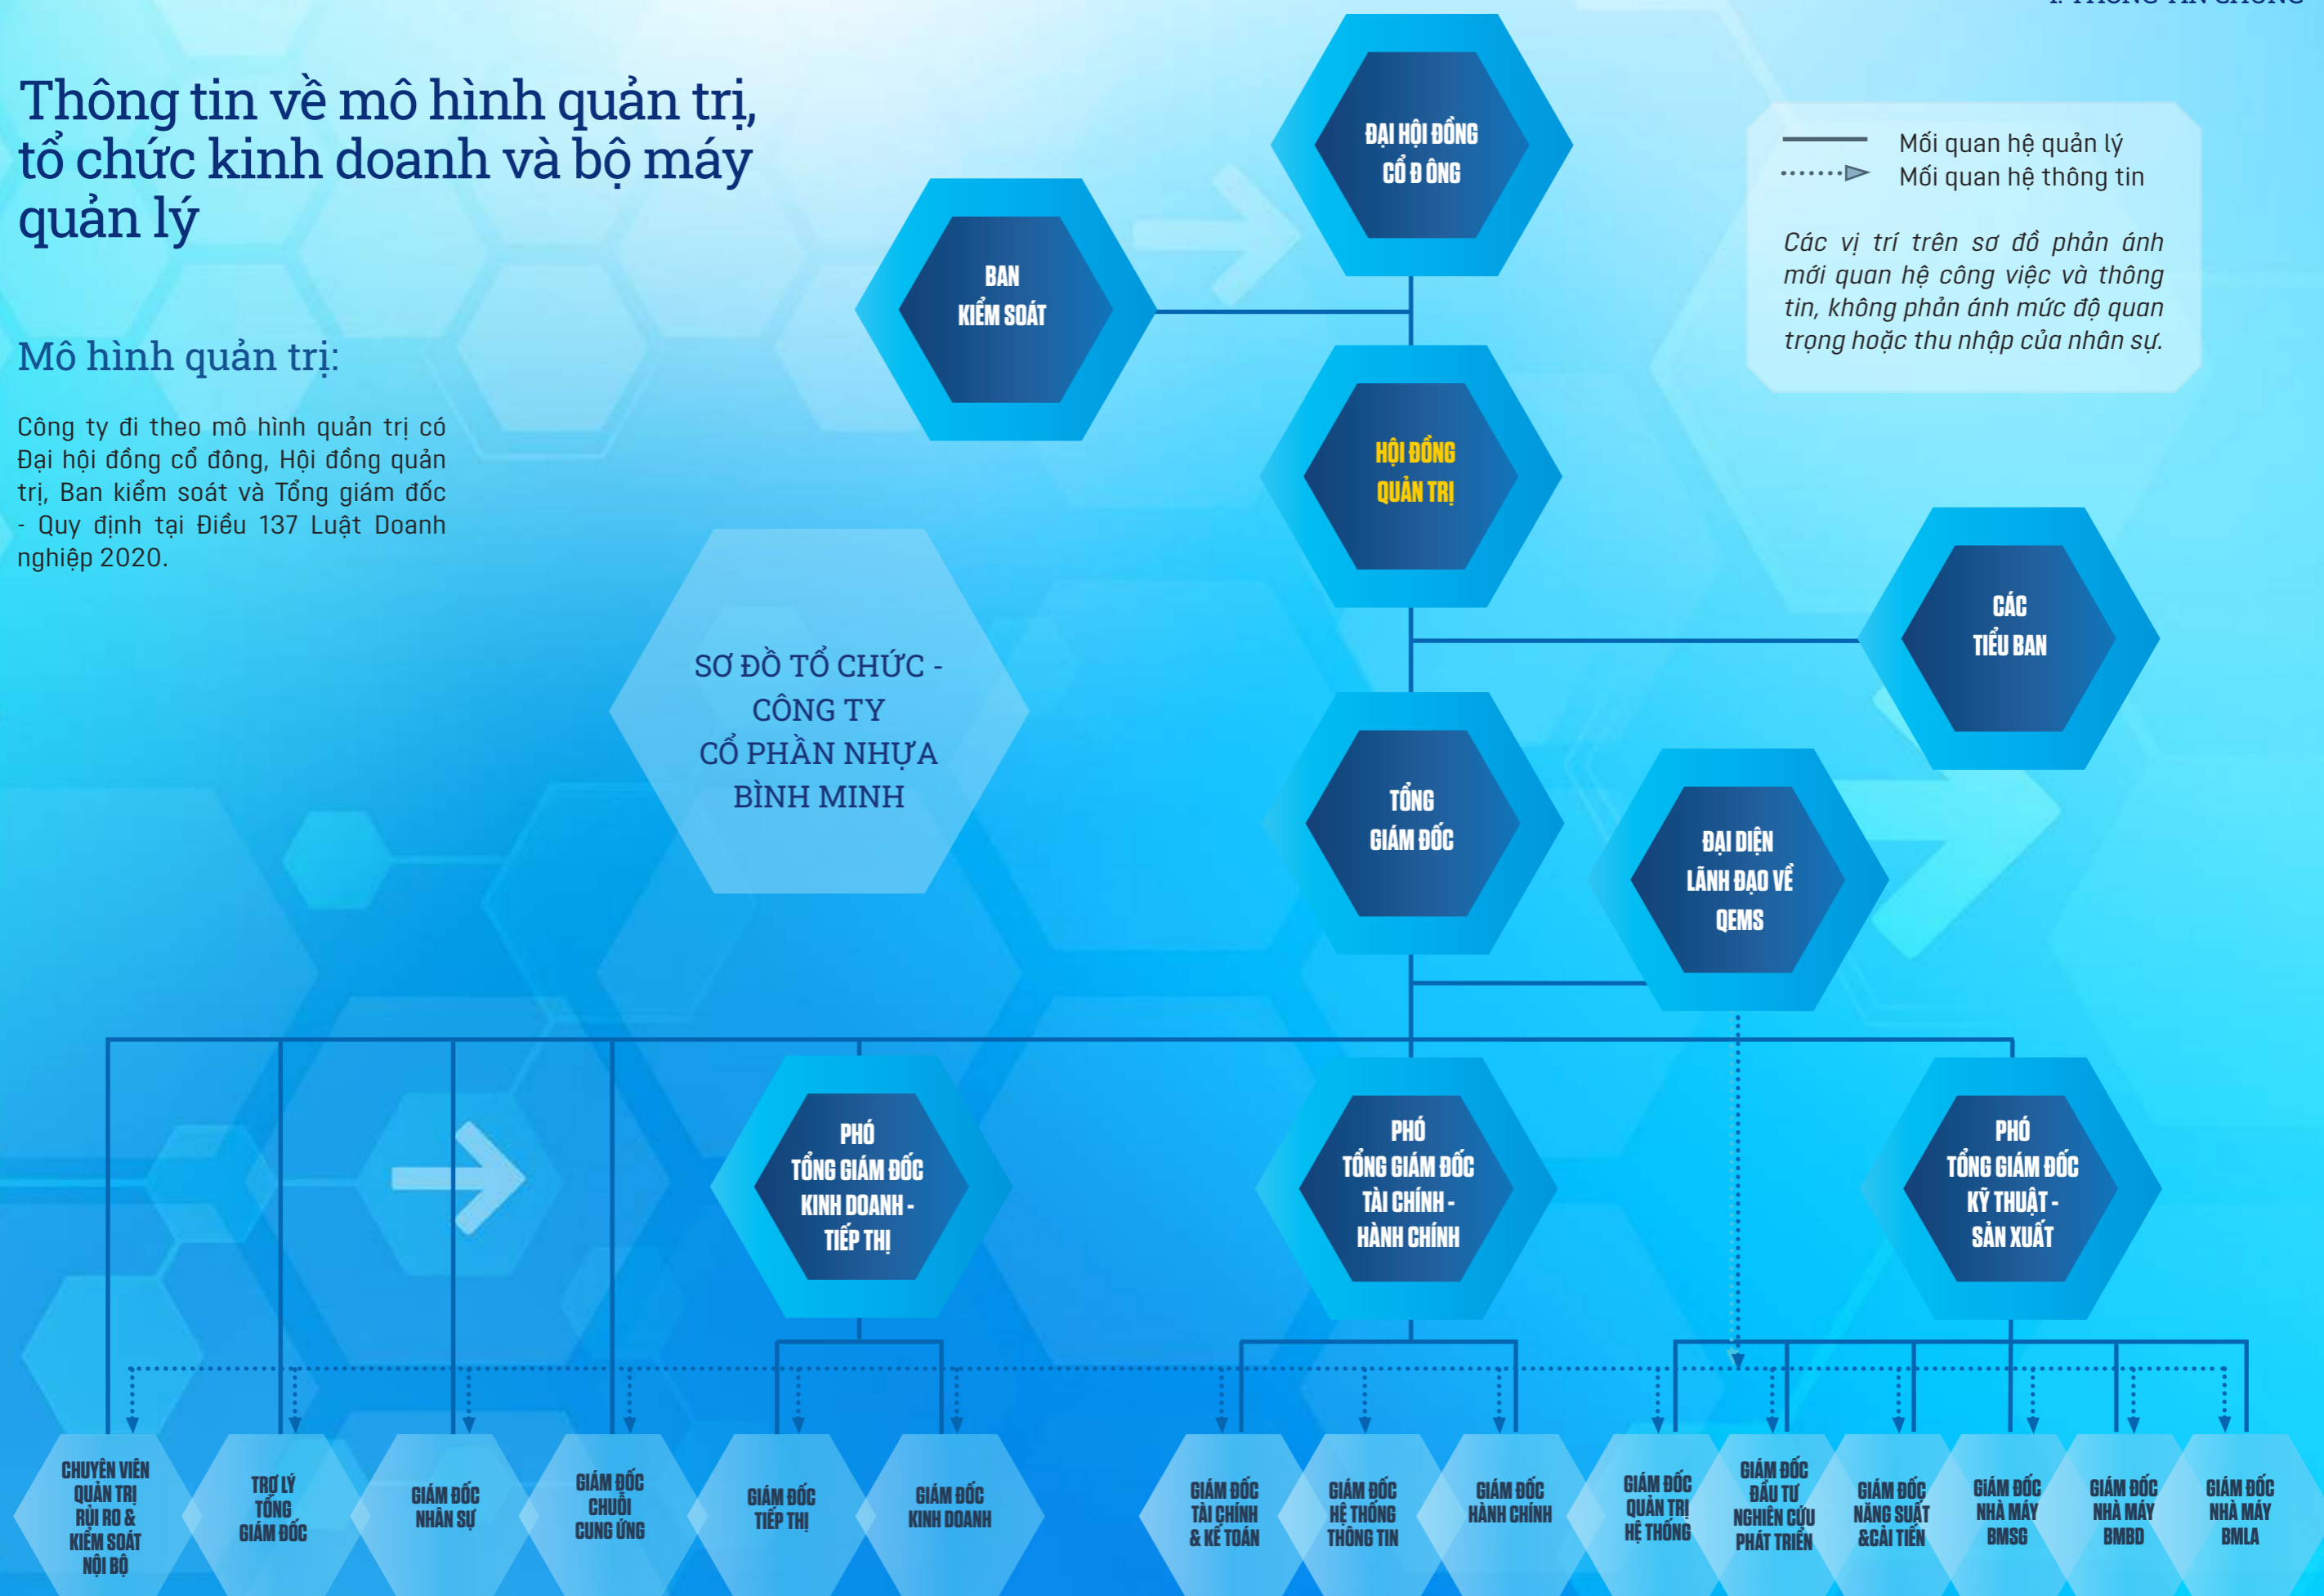 I. THÔNG TIN CHUNG
Thông tin về mô hình quản trị,
tổ chức kinh doanh và bộ máy
quản lý
Mô hình quản trị:
Công ty đi theo mô hình quản trị có
Đại hội đồng cổ đông, Hội đồng quản
trị, Ban kiểm soát và Tổng giám đốc
- Quy định tại Điều 137 Luật Doanh
nghiệp 2020.
Mối quan hệ quản lý
Mối quan hệ thông tin
Các vị trí trên sơ đồ phản ánh
mới quan hệ công việc và thông
tin, không phản ánh mức độ quan
trọng hoặc thu nhập của nhân sự.
SƠ ĐỒ TỔ CHỨC -
CÔNG TY
CỔ PHẦN NHỰA
BÌNH MINH
ĐẠI HỘI ĐỒNG
CỔ Đ ÔNG
BAN
KIỂM SOÁT
HỘI ĐỒNG
QUẢN TRỊ
CÁC
TIỂU BAN
TỔNG
GIÁM ĐỐC
ĐẠI DIỆN
LÃNH ĐẠO VỀ
QEMS
PHÓ
TỔNG GIÁM ĐỐC
KINH DOANH -
TIẾP THỊ
PHÓ
TỔNG GIÁM ĐỐC
TÀI CHÍNH -
HÀNH CHÍNH
PHÓ
TỔNG GIÁM ĐỐC
KỸ THUẬT -
SẢN XUẤT
CHUYÊN VIÊN
QUẢN TRỊ
RỦI RO &
KIỂM SOÁT
NỘI BỘ
TRỢ LÝ
TỔNG
GIÁM ĐỐC
GIÁM ĐỐC
NHÂN SỰ
GIÁM ĐỐC
CHUỖI
CUNG ỨNG
GIÁM ĐỐC
TIẾP THỊ
GIÁM ĐỐC
KINH DOANH
GIÁM ĐỐC
TÀI CHÍNH
& KẾ TOÁN
GIÁM ĐỐC
HỆ THỐNG
THÔNG TIN
GIÁM ĐỐC
HÀNH CHÍNH
GIÁM ĐỐC
QUẢN TRỊ
HỆ THỐNG
GIÁM ĐỐC
ĐẦU TƯ
NGHIÊN CỨU
PHÁT TRIỂN
GIÁM ĐỐC
NĂNG SUẤT
&CẢI TIẾN
GIÁM ĐỐC
NHÀ MÁY
BMSG
GIÁM ĐỐC
NHÀ MÁY
BMBD
GIÁM ĐỐC
NHÀ MÁY
BMLA